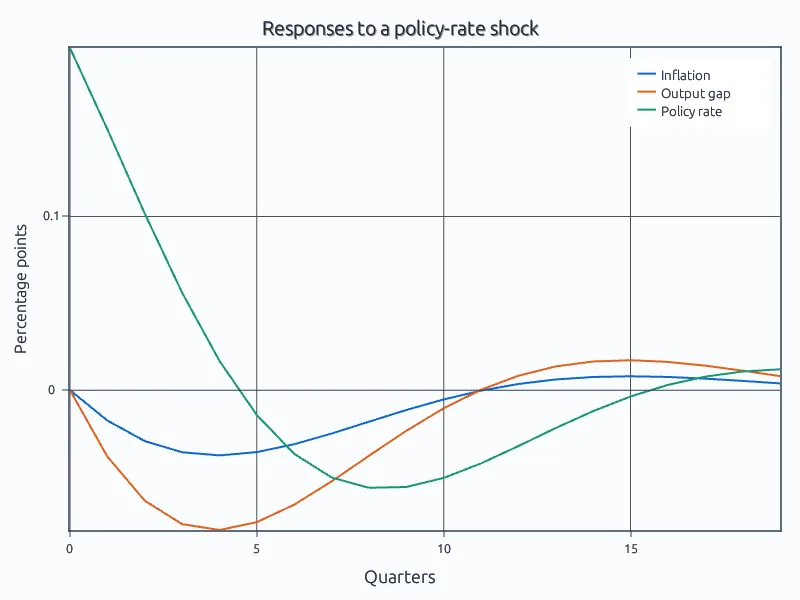 Responses to a policy-rate shock
Inflation
Output gap
Policy rate
Percentage points
0.1
0
0
5
10
15
Quarters